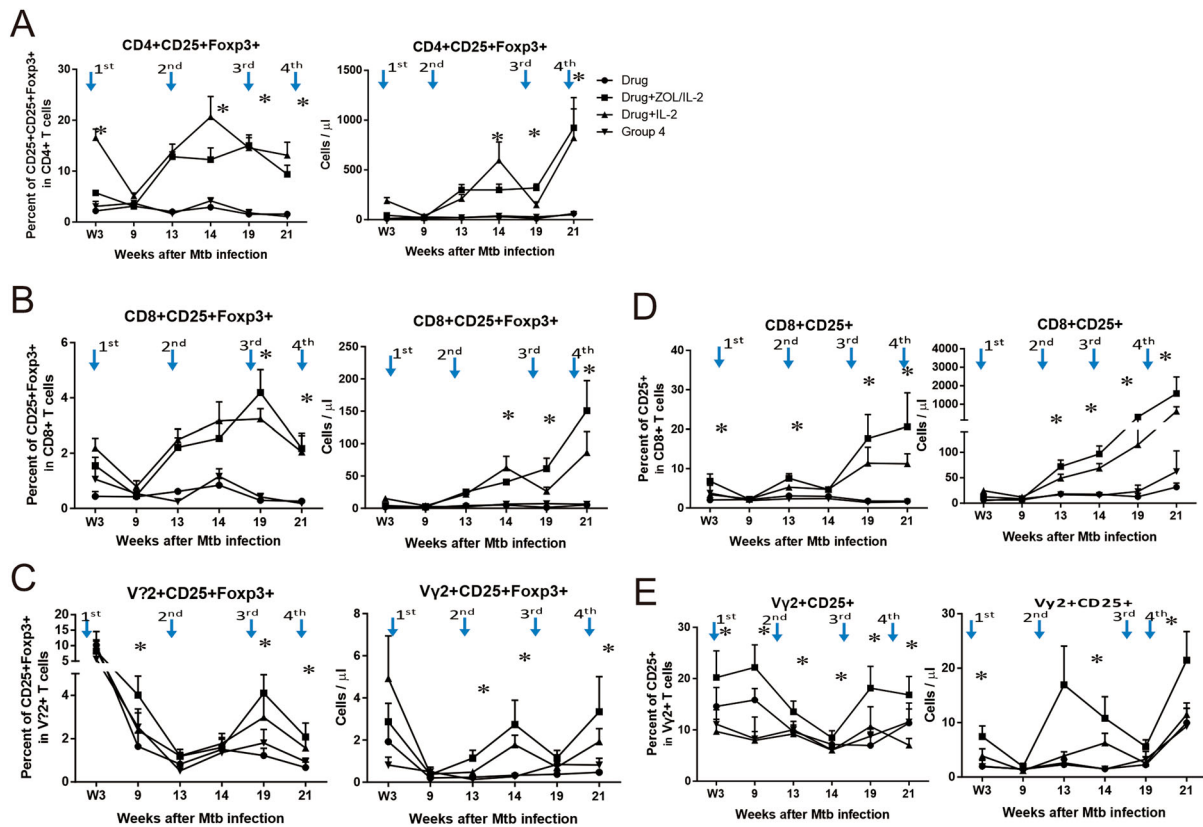 A
CD4+CD25+Foxp3+
1st 2nd 3rd 4th
Percent of CD25+CD25+Foxp3+
in CD4+ T cells
30
20
10
0
* * * *
W3 9 13 14 19 21
Weeks after Mtb infection
CD4+CD25+Foxp3+
1st 2nd 3rd 4th
Cells / µl
1500
1000
500
0
* * *
W3 9 13 14 19 21
Weeks after Mtb infection
Drug
Drug+ZOL/IL-2
Drug+IL-2
Group 4
B
CD8+CD25+Foxp3+
1st 2nd 3rd 4th
Percent of CD25+Foxp3+
in CD8+ T cells
6
4
2
0
* *
W3 9 13 14 19 21
Weeks after Mtb infection
CD8+CD25+Foxp3+
1st 2nd 3rd 4th
Cells / µl
250
200
150
100
50
0
* * *
W3 9 13 14 19 21
Weeks after Mtb infection
C
V?2+CD25+Foxp3+
1st 2nd 3rd 4th
Percent of CD25+Foxp3+
in V?2+ T cells
20
15
10
5
4
2
0
* * *
W3 9 13 14 19 21
Weeks after Mtb infection
Vγ2+CD25+Foxp3+
1st 2nd 3rd 4th
Cells / µl
8
6
4
2
0
* * *
W3 9 13 14 19 21
Weeks after Mtb infection
D
CD8+CD25+
1st 2nd 3rd 4th
Percent of CD25+
in CD8+ T cells
40
30
20
10
0
* * * *
W3 9 13 14 19 21
Weeks after Mtb infection
CD8+CD25+
1st 2nd 3rd 4th
Cells / µl
4000
3000
2000
1000
100
50
0
* * * *
W3 9 13 14 19 21
Weeks after Mtb infection
E
Vγ2+CD25+
1st 2nd 3rd 4th
Percent of CD25+
in Vγ2+ T cells
30
20
10
0
* * * * * *
W3 9 13 14 19 21
Weeks after Mtb infection
Vγ2+CD25+
1st 2nd 3rd 4th
Cells / µl
30
20
10
0
* * *
W3 9 13 14 19 21
Weeks after Mtb infection